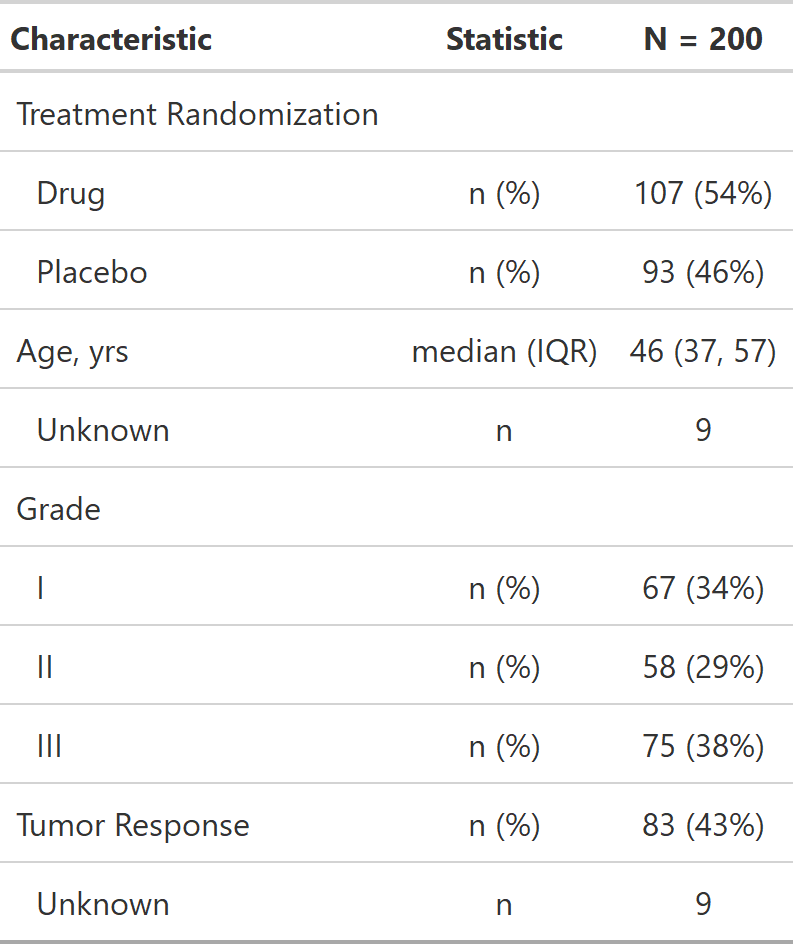 Characteristic Statistic N = 200
Treatment Randomization
Drug n (%) 107 (54%)
Placebo n (%) 93 (46%)
Age, yrs median (IQR) 46 (37, 57)
Unknown n 9
Grade
I n (%) 67 (34%)
II n (%) 58 (29%)
III n (%) 75 (38%)
Tumor Response n (%) 83 (43%)
Unknown n 9